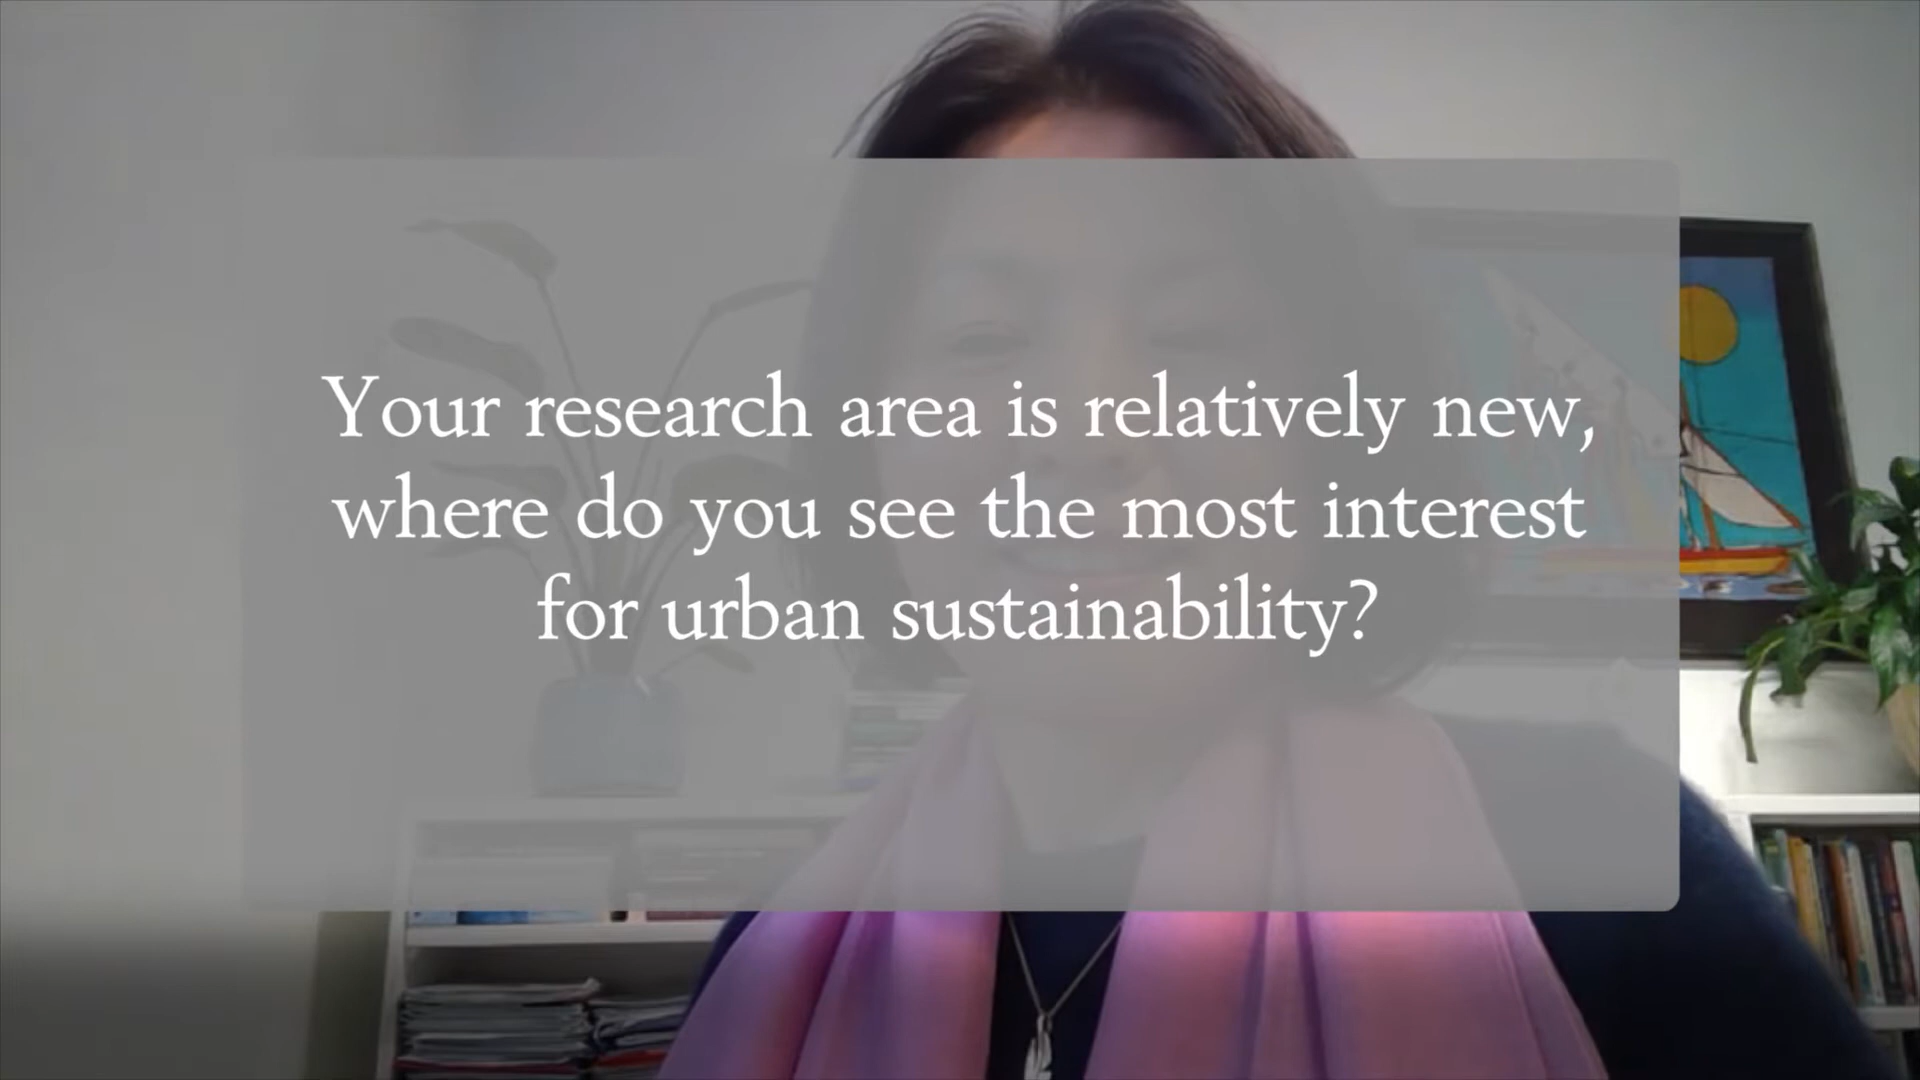 Your research area is relatively new,
where do you see the most interest
for urban sustainability?